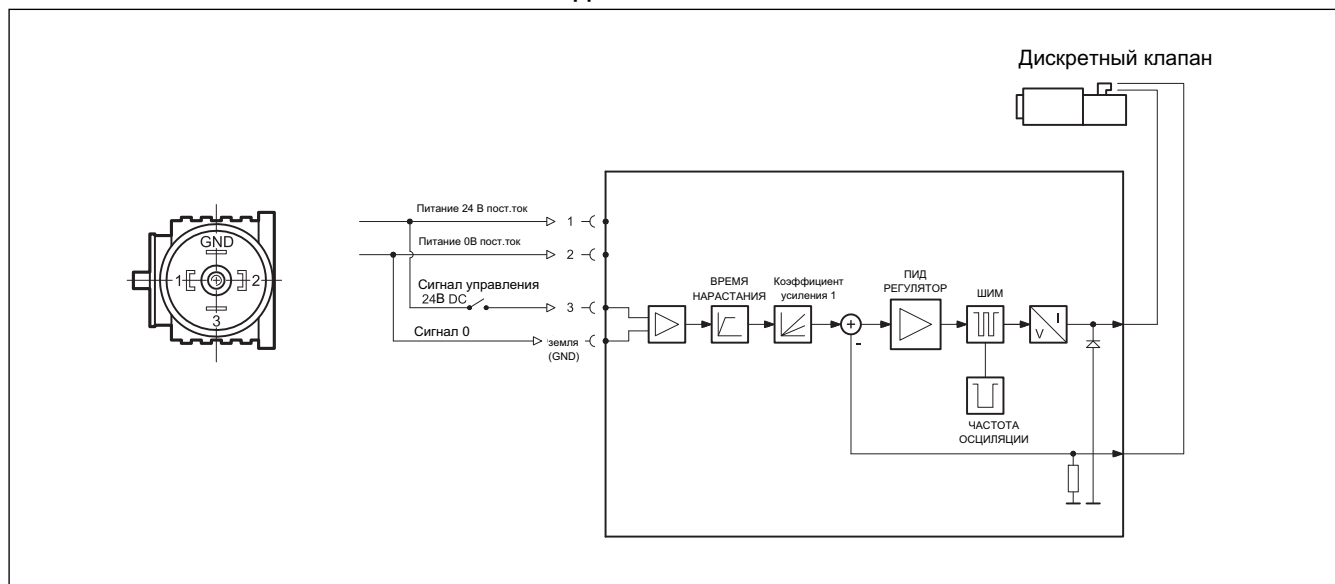 Дискретный клапан
GND
1
2
3
Питание 24 В пост.ток
1
Питание 0В пост.ток
2
Сигнал управления
24В DC
3
Сигнал 0
земля
(GND)
ВРЕМЯ
НАРАСТАНИЯ
Коэффициент
усиления 1
+
-
ПИД
РЕГУЛЯТОР
ШИМ
I
V
ЧАСТОТА
ОСЦИЛЯЦИИ